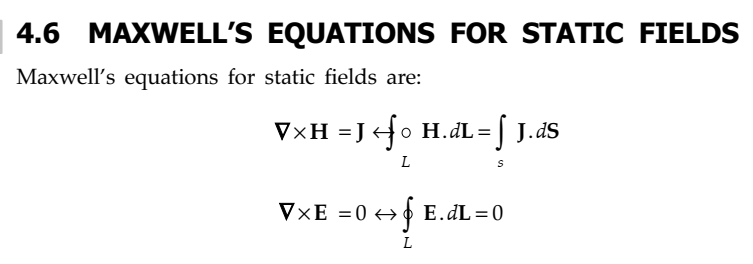 4.6 MAXWELL'S EQUATIONS FOR STATIC FIELDS
Maxwell's equations for static fields are:
∇×H = J ↔ ∫○ H.dL = ∫ J.dS
L s
∇×E = 0 ↔ ∮ E.dL = 0
L